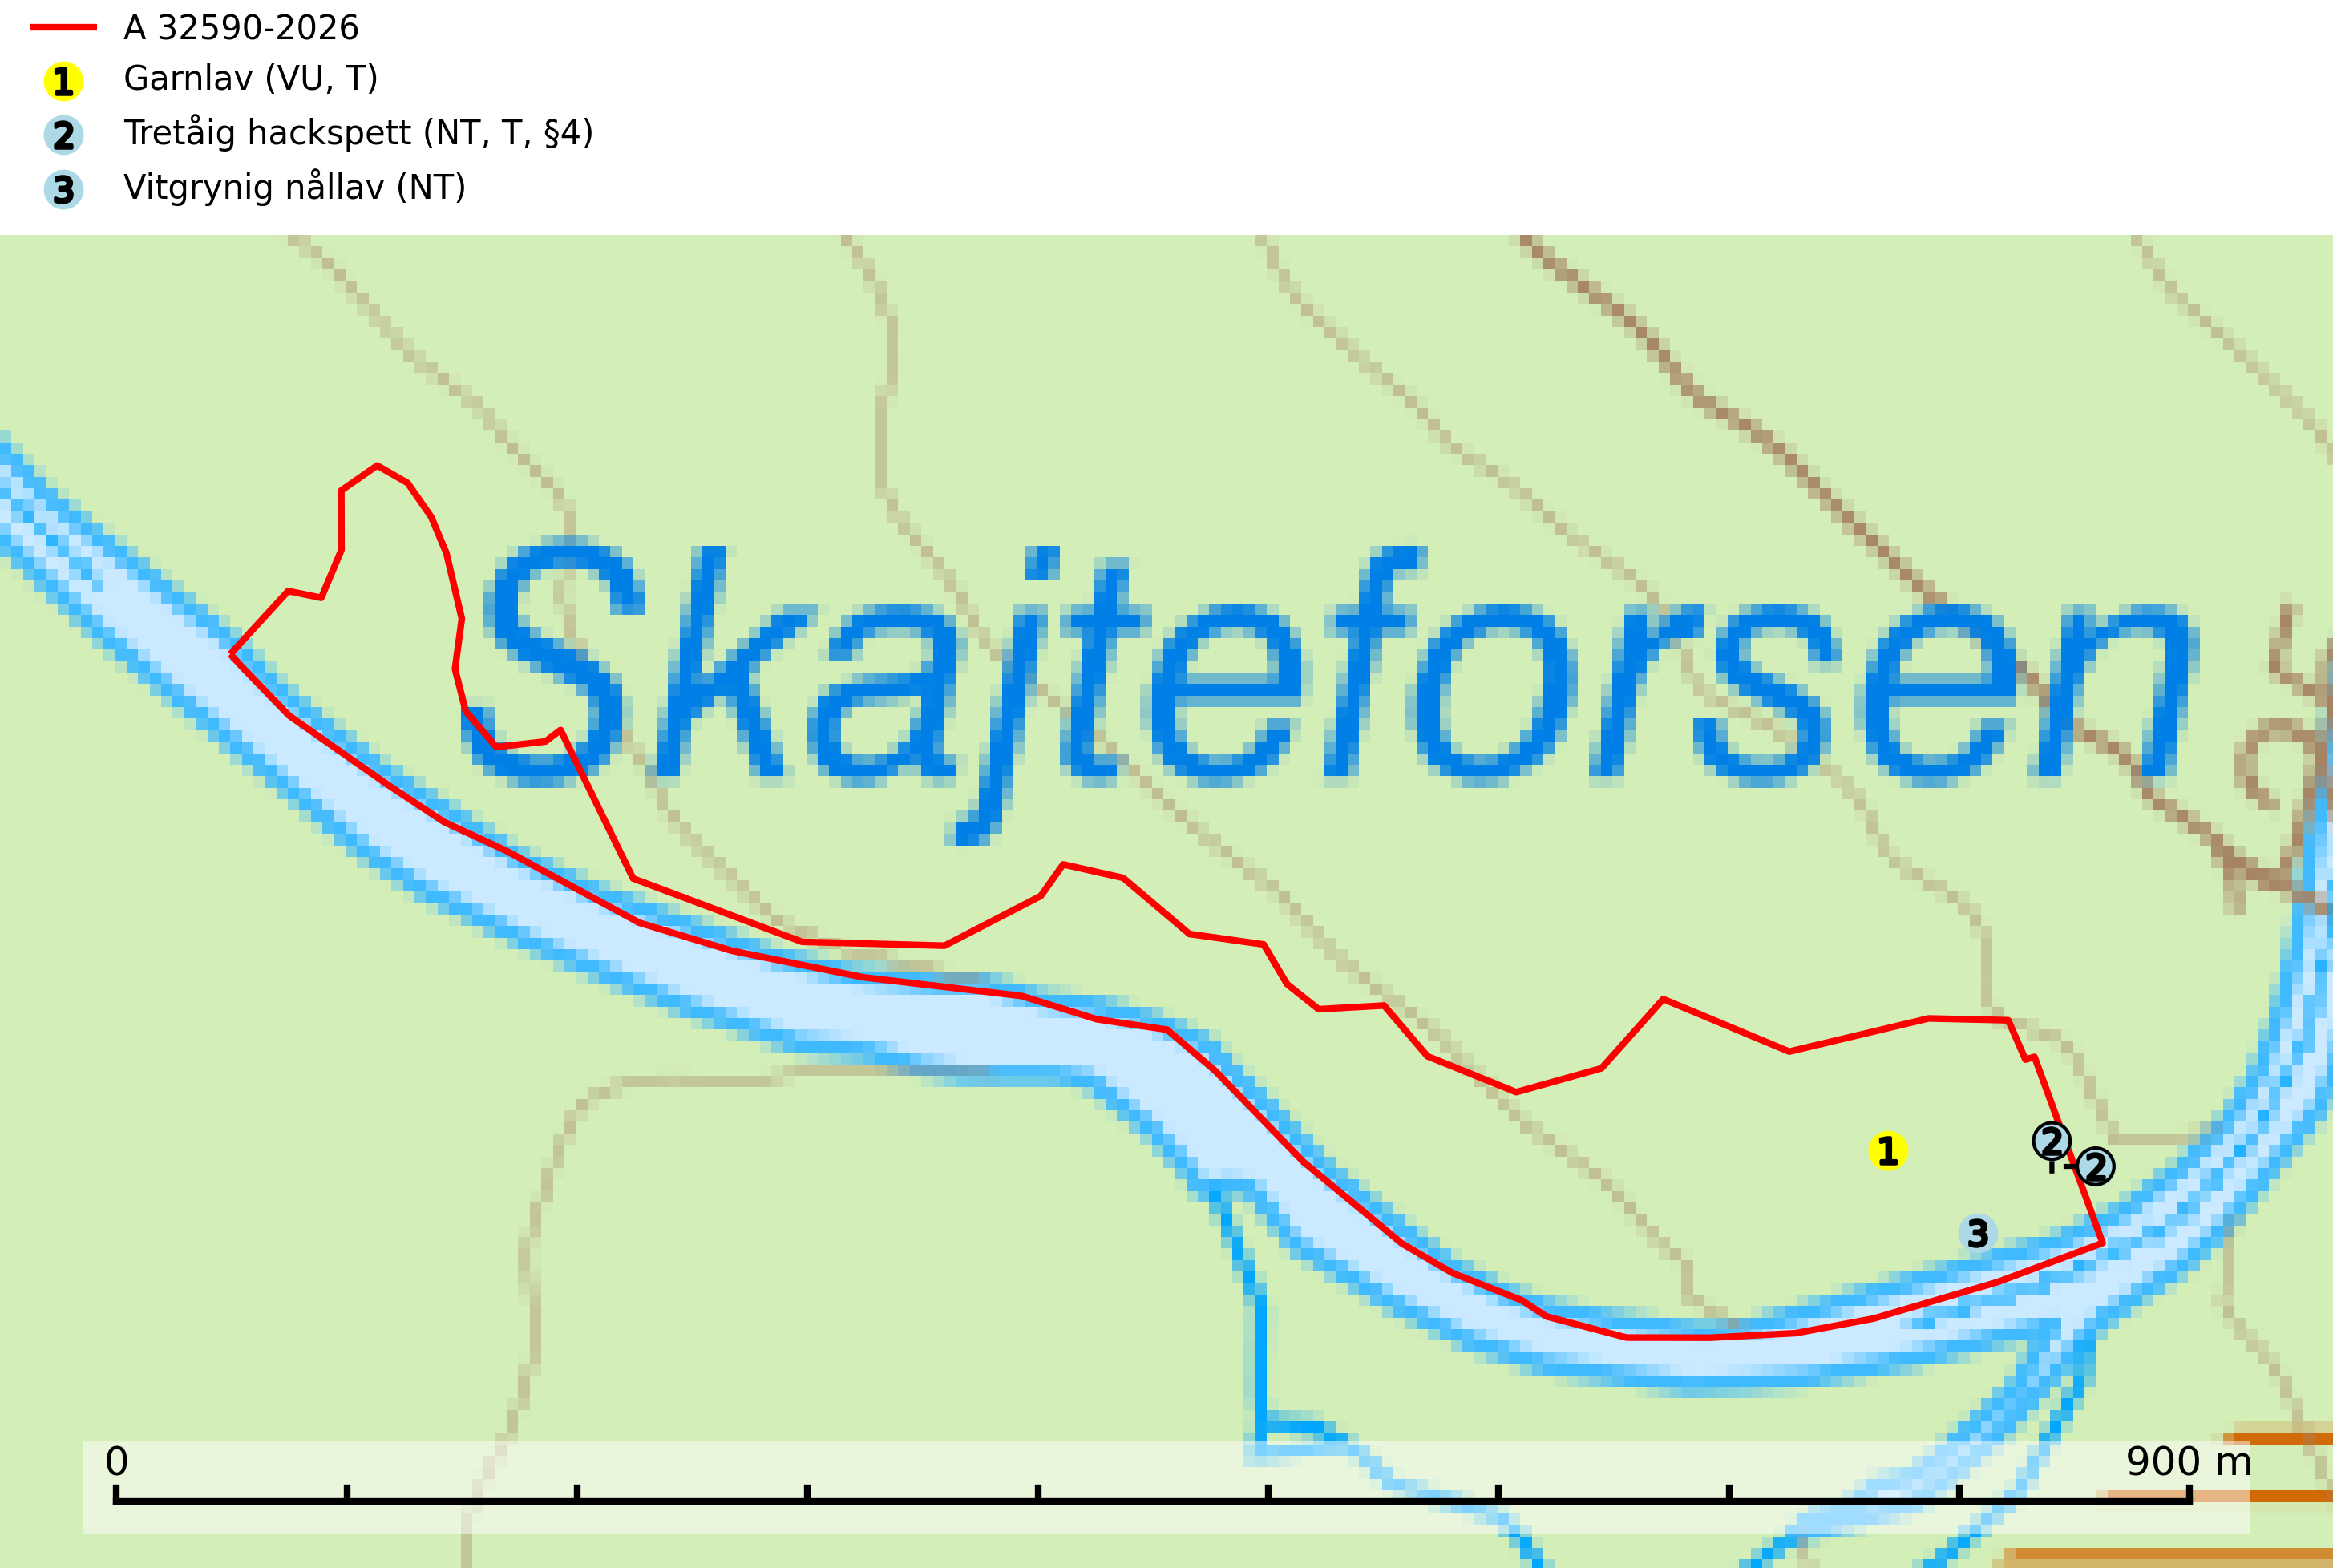 A 32590-2026
1 Garnlav (VU, T)
2 Tretåig hackspett (NT, T, §4)
3 Vitgrynig nållav (NT)
Skajteforsen
2
1
2
3
0 900 m